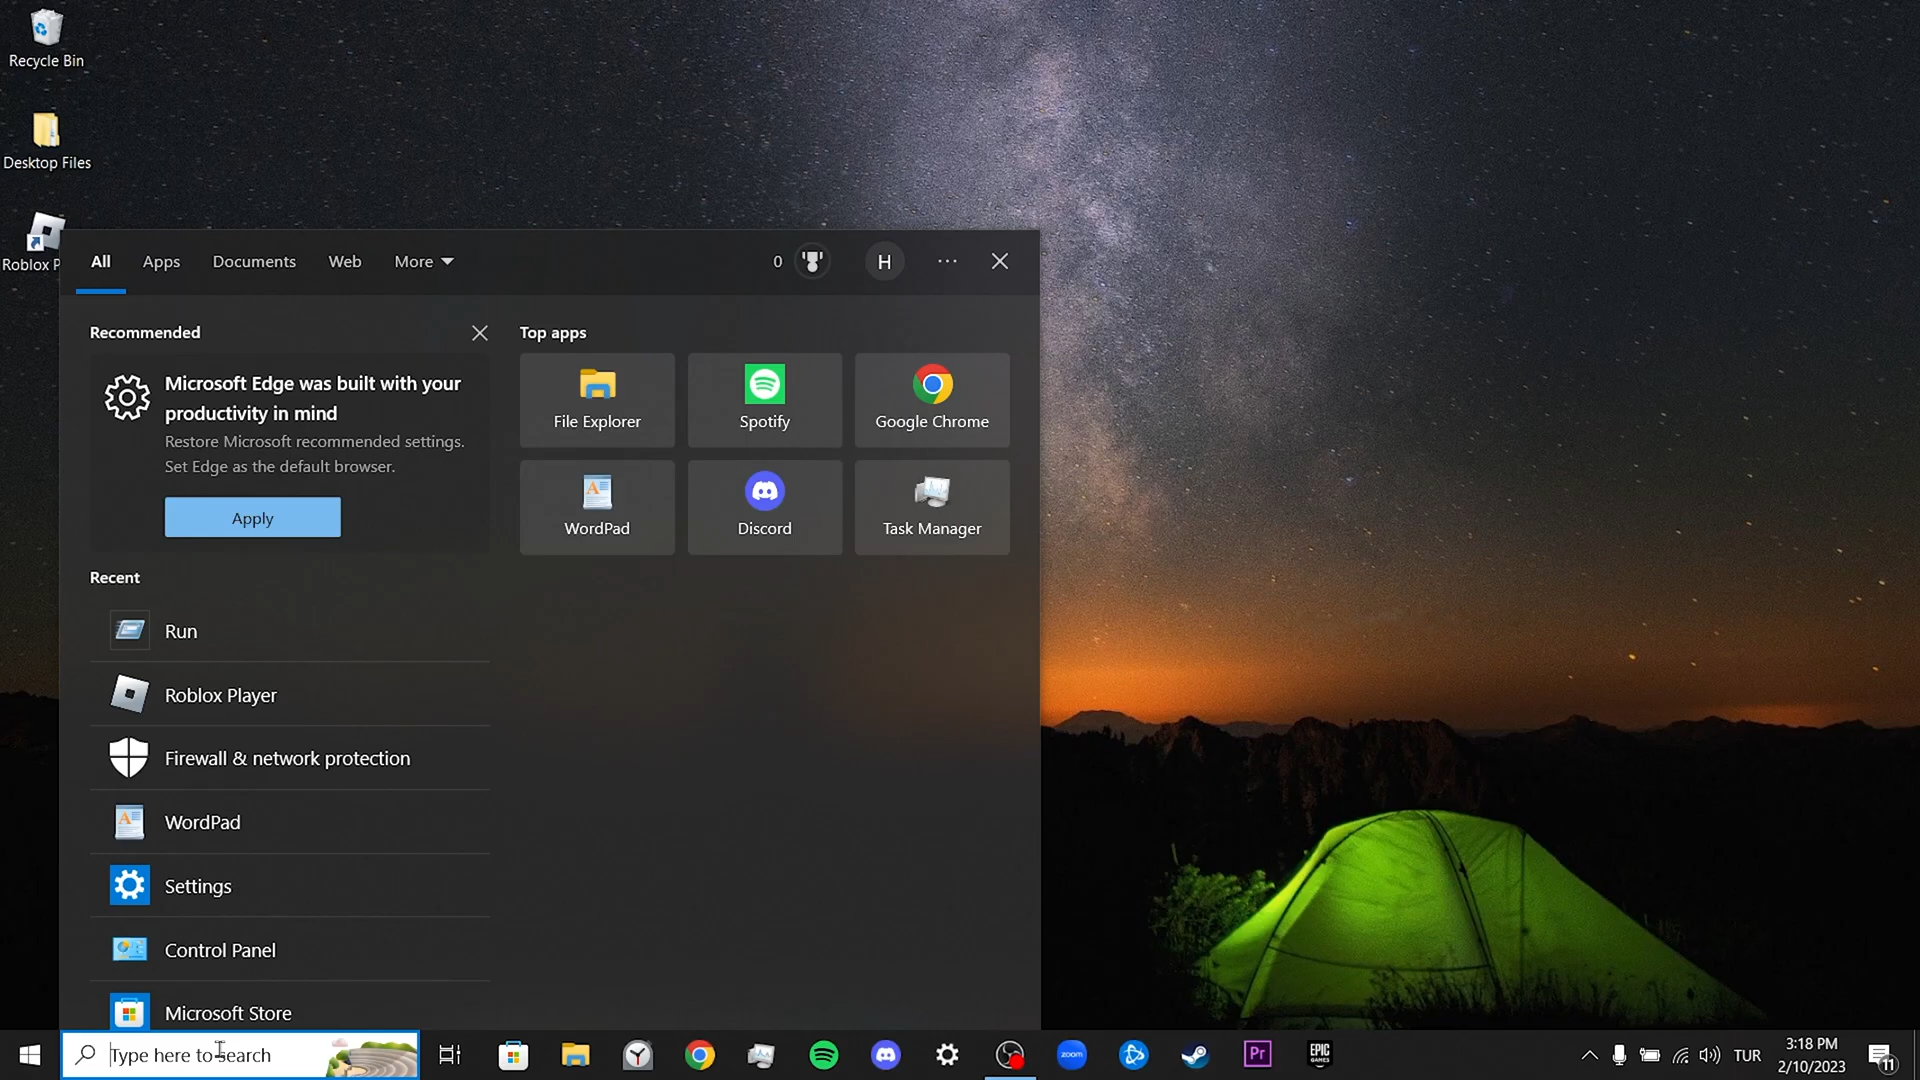 Recycle Bin
Desktop Files
Roblox P
All
Apps
Documents
Web
More
0
H
Recommended
Microsoft Edge was built with your
productivity in mind
Restore Microsoft recommended settings.
Set Edge as the default browser.
Apply
Top apps
File Explorer
Spotify
Google Chrome
WordPad
Discord
Task Manager
Recent
Run
Roblox Player
Firewall & network protection
WordPad
Settings
Control Panel
Microsoft Store
Type here to search
zoom
Pr
EPIC
GAMES
TUR
3:18 PM
2/10/2023
11